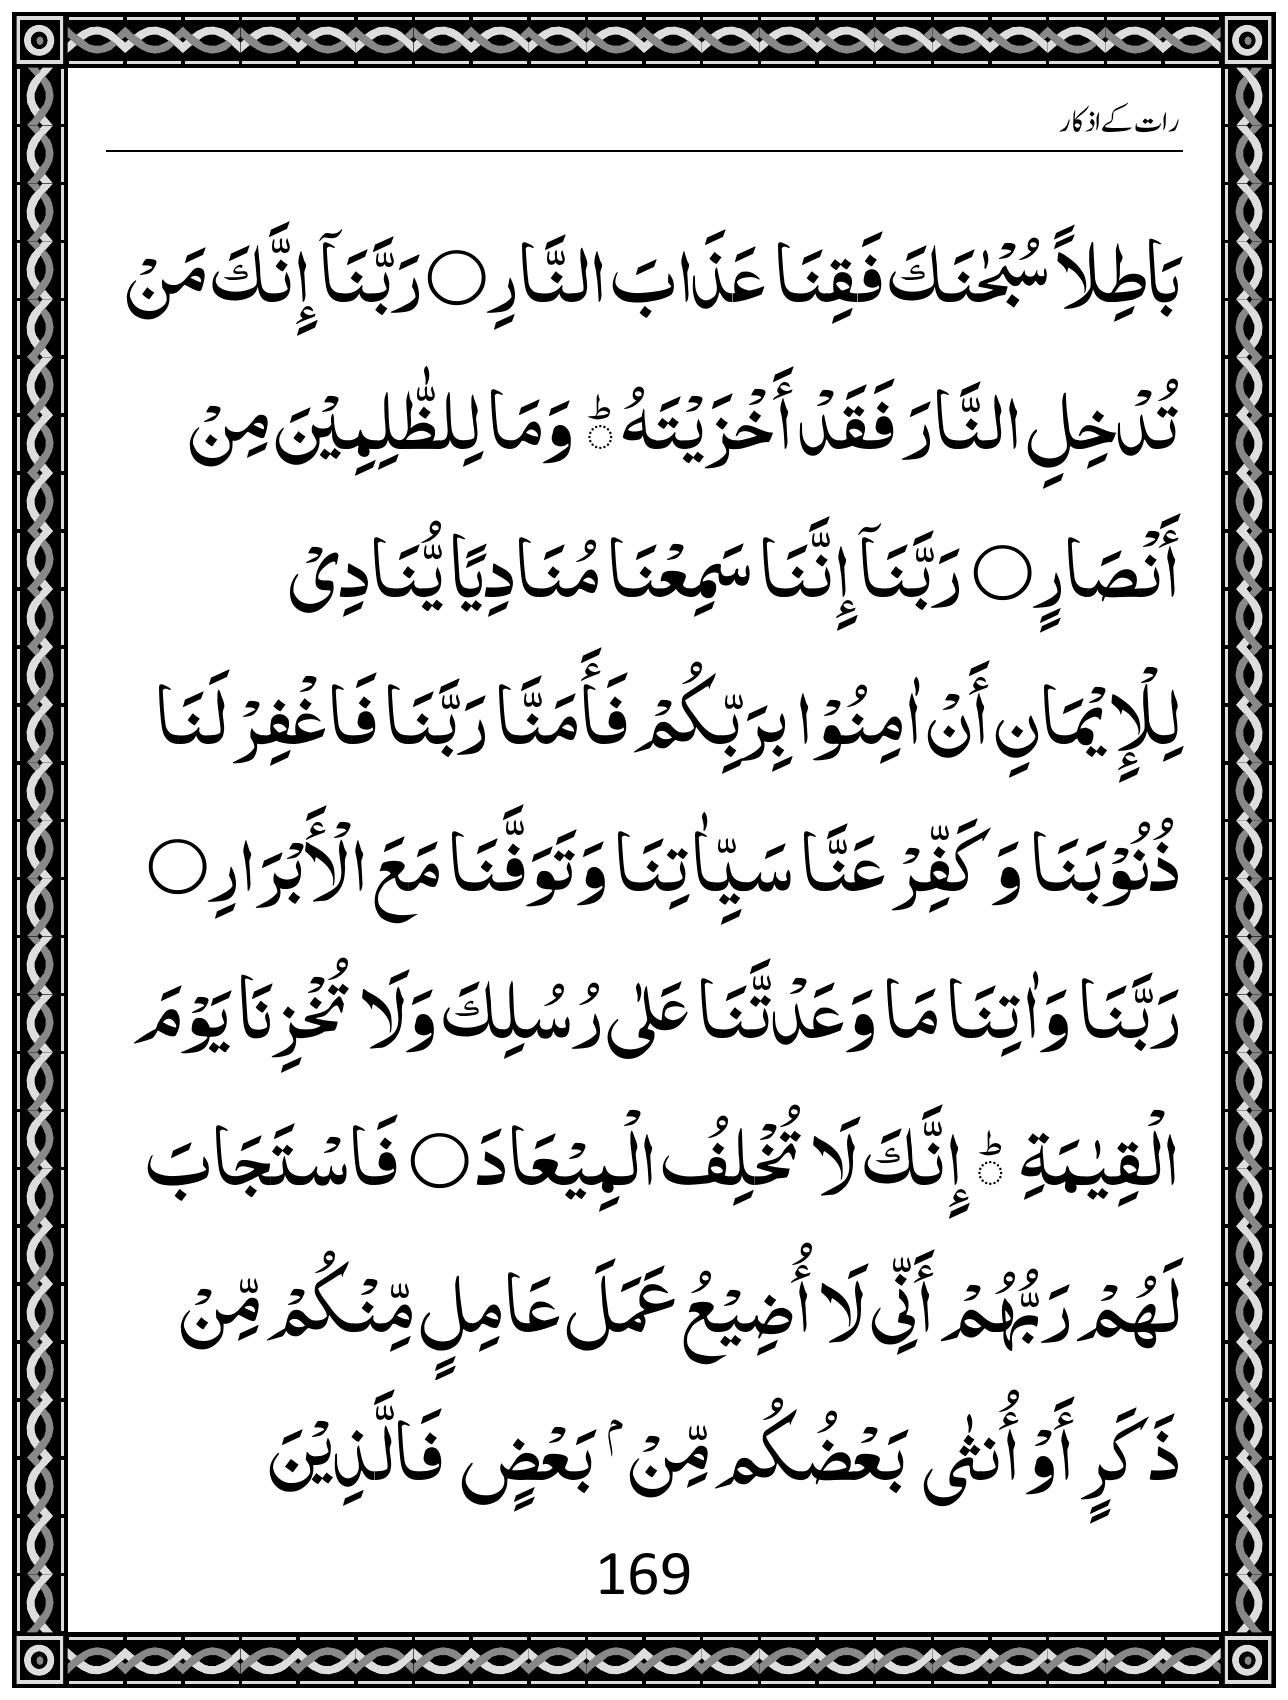 رات کے اذکار
بَاطِلاً سُبْحٰنَكَ فَقِنَا عَذَابَ النَّارِ○رَبَّنَآ إِنَّكَ مَنْ
تُدْخِلِ النَّارَ فَقَدْ أَخْزَيْتَهُ ؕ وَمَا لِلظّٰلِمِيْنَ مِنْ
أَنْصَارٍ○ رَبَّنَآ إِنَّنَا سَمِعْنَا مُنَادِيًا يُّنَادِىْ
لِلْإِيْمَانِ أَنْ اٰمِنُوْا بِرَبِّكُمْ فَأَمَنَّا رَبَّنَا فَاغْفِرْ لَنَا
ذُنُوْبَنَا وَ كَفِّرْ عَنَّا سَيِّاٰتِنَا وَتَوَفَّنَا مَعَ الْأَبْرَارِ○
رَبَّنَا وَاٰتِنَا مَا وَعَدْتَّنَا عَلٰى رُسُلِكَ وَلَا تُخْزِنَا يَوْمَ
الْقِيٰمَةِ ؕ إِنَّكَ لَا تُخْلِفُ الْمِيْعَادَ○ فَاسْتَجَابَ
لَهُمْ رَبُّهُمْ أَنِّى لَا أُضِيْعُ عَمَلَ عَامِلٍ مِّنْكُمْ مِّنْ
ذَكَرٍ أَوْ أُنثٰى بَعْضُكُم مِّنْ ۢ بَعْضٍ فَالَّذِيْنَ
169